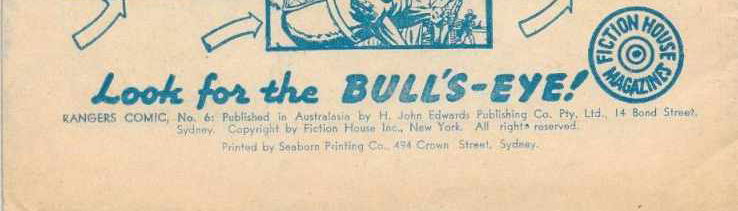 FICTION HOUSE
MAGAZINES
Look for the BULL'S-EYE!
RANGERS COMIC, No. 6: Published in Australasia by H. John Edwards Publishing Co. Pty. Ltd., 14 Bond Street,
Sydney. Copyright by Fiction House Inc., New York. All rights reserved.
Printed by Seaborn Printing Co., 494 Crown Street, Sydney.